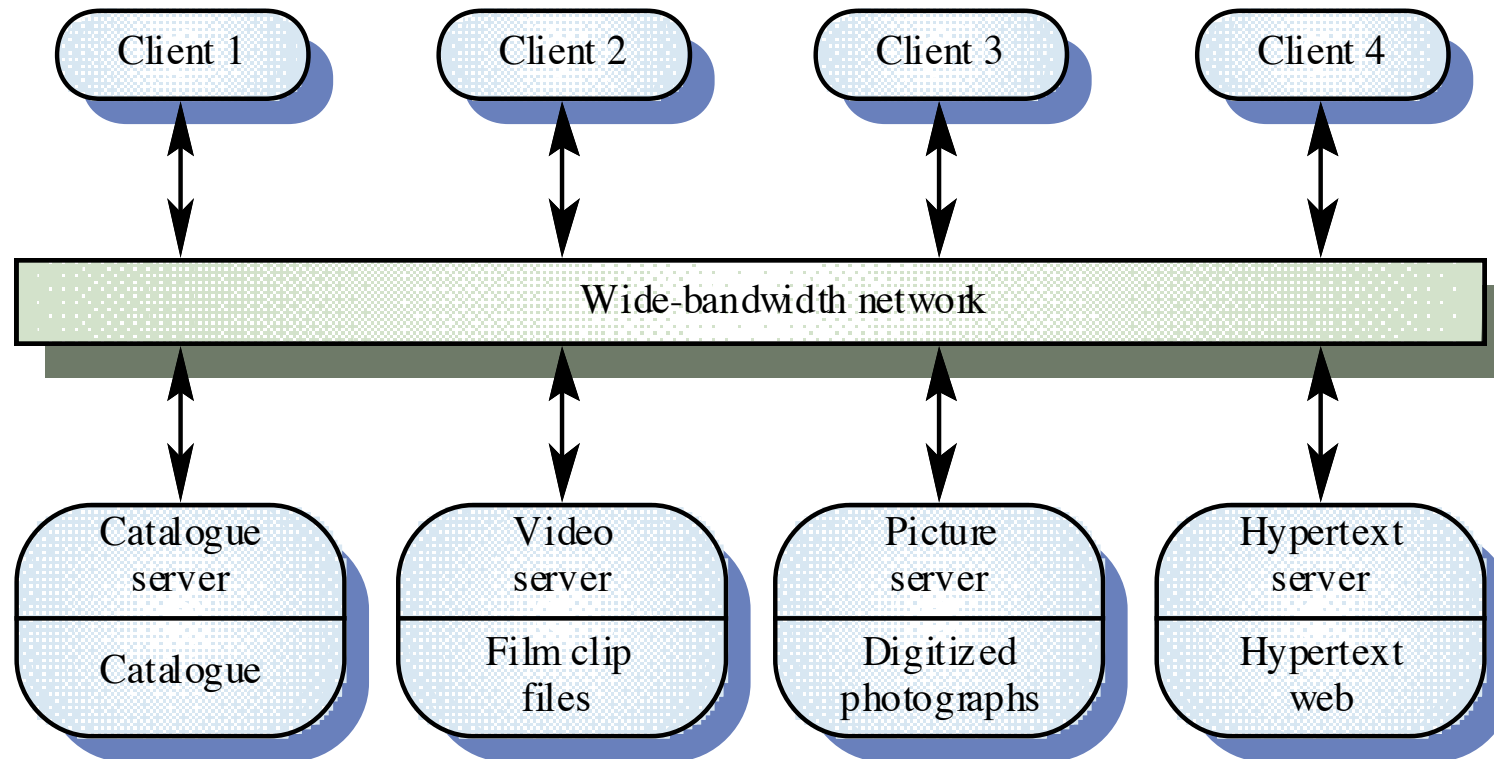 Client 1
Client 2
Client 3
Client 4
Wide-bandwidth network
Catalogue
server
Catalogue
Video
server
Film clip
files
Picture
server
Digitized
photographs
Hypertext
server
Hypertext
web